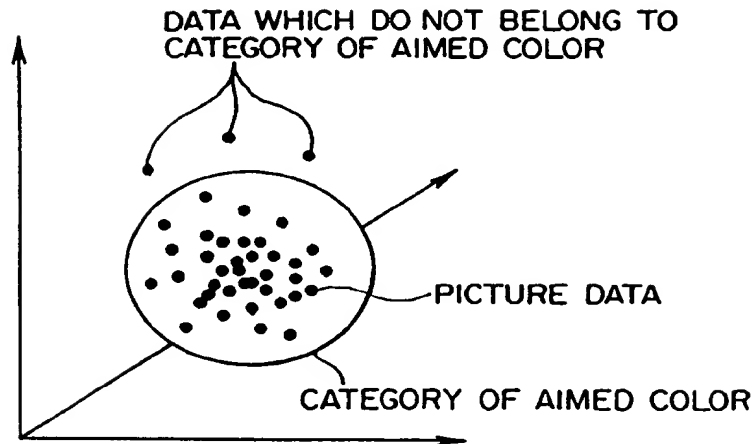 DATA WHICH DO NOT BELONG TO
CATEGORY OF AIMED COLOR
PICTURE DATA
CATEGORY OF AIMED COLOR